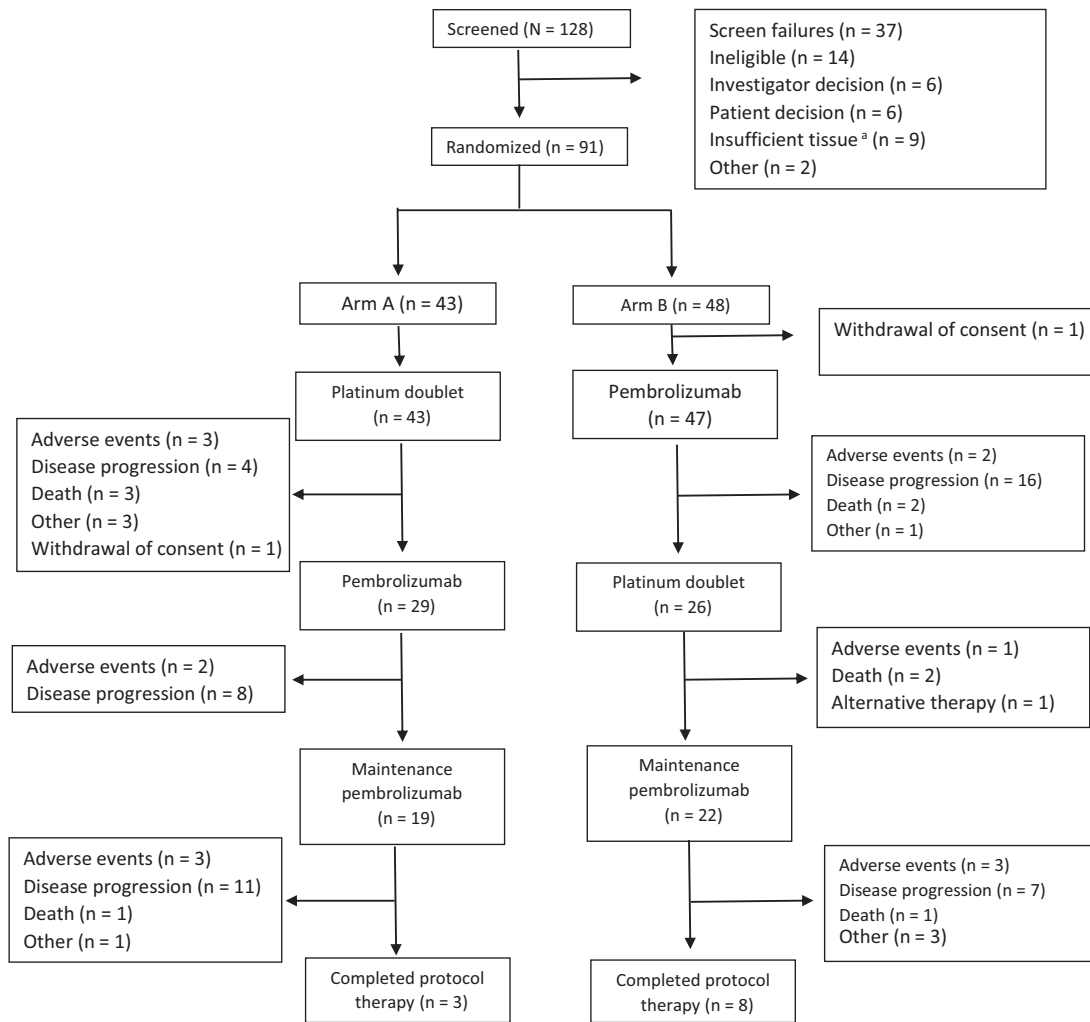 Screened (N = 128)
Screen failures (n = 37)
Ineligible (n = 14)
Investigator decision (n = 6)
Patient decision (n = 6)
Insufficient tissue a (n = 9)
Other (n = 2)
Randomized (n = 91)
Arm A (n = 43)
Arm B (n = 48)
Withdrawal of consent (n = 1)
Platinum doublet
(n = 43)
Pembrolizumab
(n = 47)
Adverse events (n = 3)
Disease progression (n = 4)
Death (n = 3)
Other (n = 3)
Withdrawal of consent (n = 1)
Adverse events (n = 2)
Disease progression (n = 16)
Death (n = 2)
Other (n = 1)
Pembrolizumab
(n = 29)
Platinum doublet
(n = 26)
Adverse events (n = 2)
Disease progression (n = 8)
Adverse events (n = 1)
Death (n = 2)
Alternative therapy (n = 1)
Maintenance
pembrolizumab
(n = 19)
Maintenance
pembrolizumab
(n = 22)
Adverse events (n = 3)
Disease progression (n = 11)
Death (n = 1)
Other (n = 1)
Adverse events (n = 3)
Disease progression (n = 7)
Death (n = 1)
Other (n = 3)
Completed protocol
therapy (n = 3)
Completed protocol
therapy (n = 8)